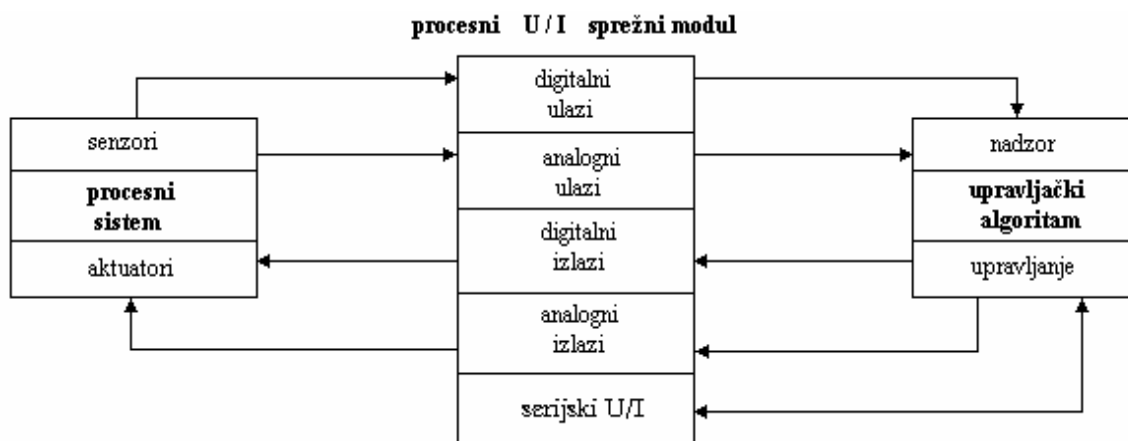 procesni U / I sprežni modul
digitalni
ulazi
analogni
ulazi
digitalni
izlazi
analogni
izlazi
serijski U/I
senzori
procesni
sistem
aktuatori
nadzor
upravljački
algoritam
upravljanje